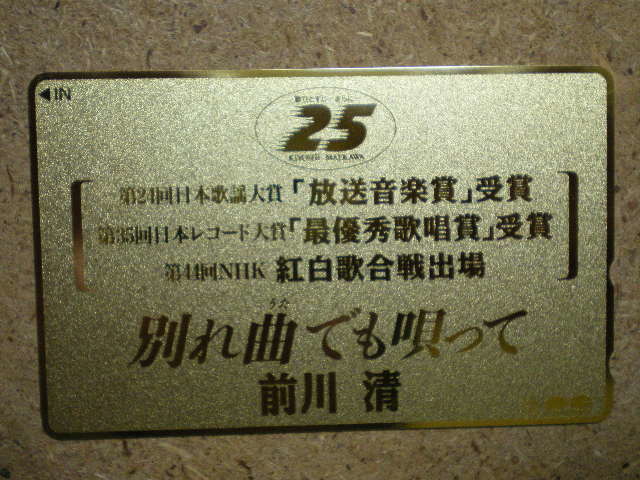 ◀IN
25
KIYOSHI MAEKAWA
第24回日本歌謡大賞「放送音楽賞」受賞
第35回日本レコード大賞「最優秀歌唱賞」受賞
第44回NHK 紅白歌合戦出場
うた
別れ曲でも唄って
前川 清